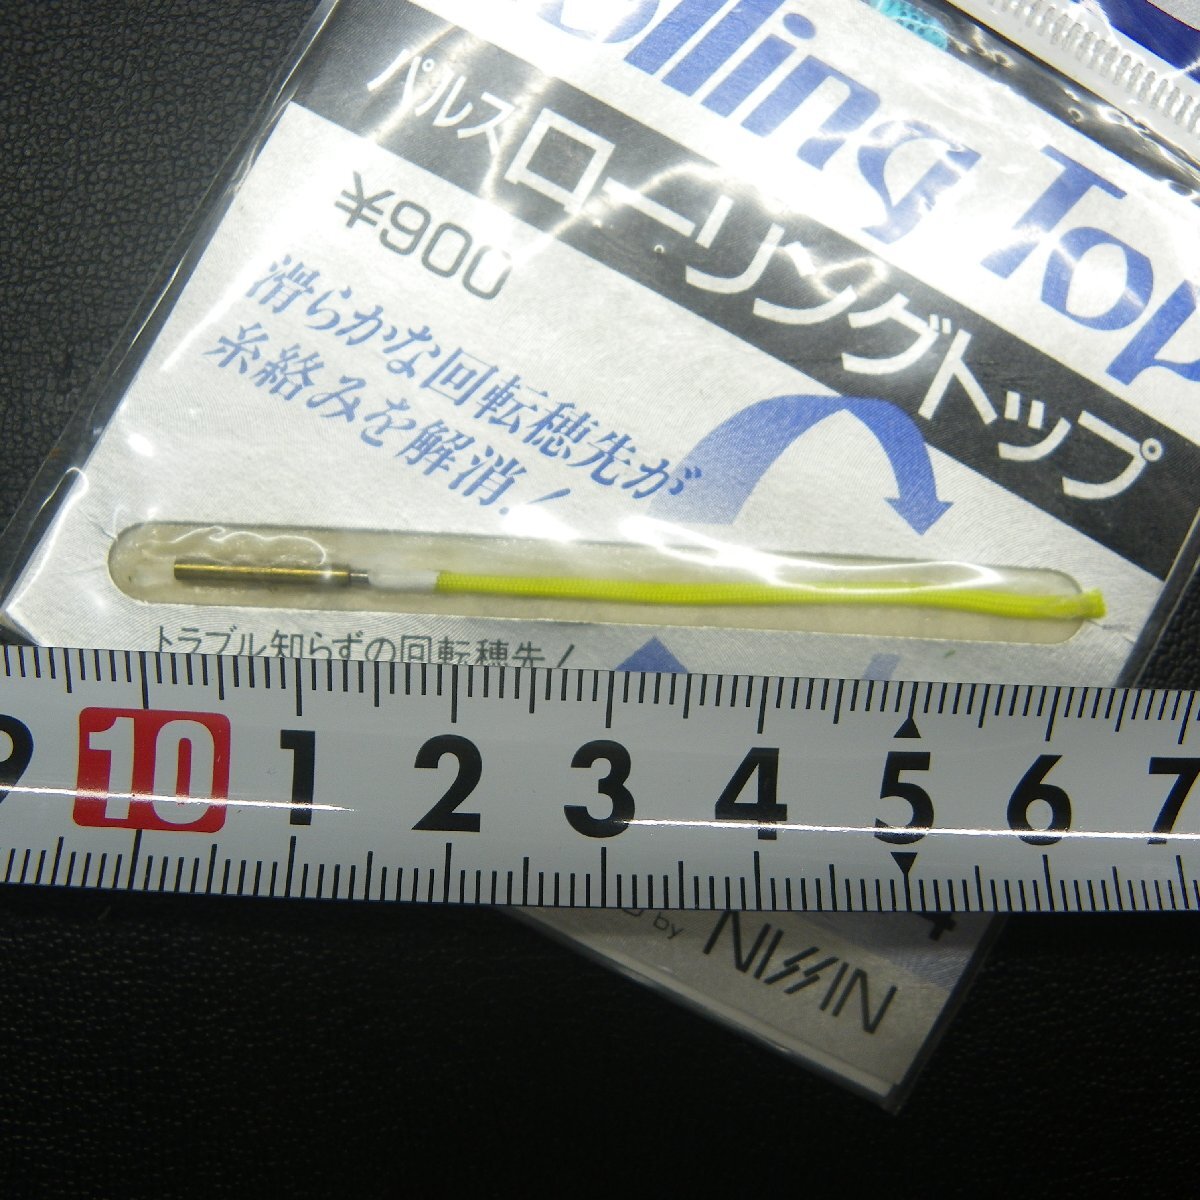 Rolling Top
パルスローリングトップ
¥900
滑らかな回転穂先が
糸絡みを解消!
トラブル知らずの回転穂先!
9 10 1 2 3 4 5 6 7
by NISSIN